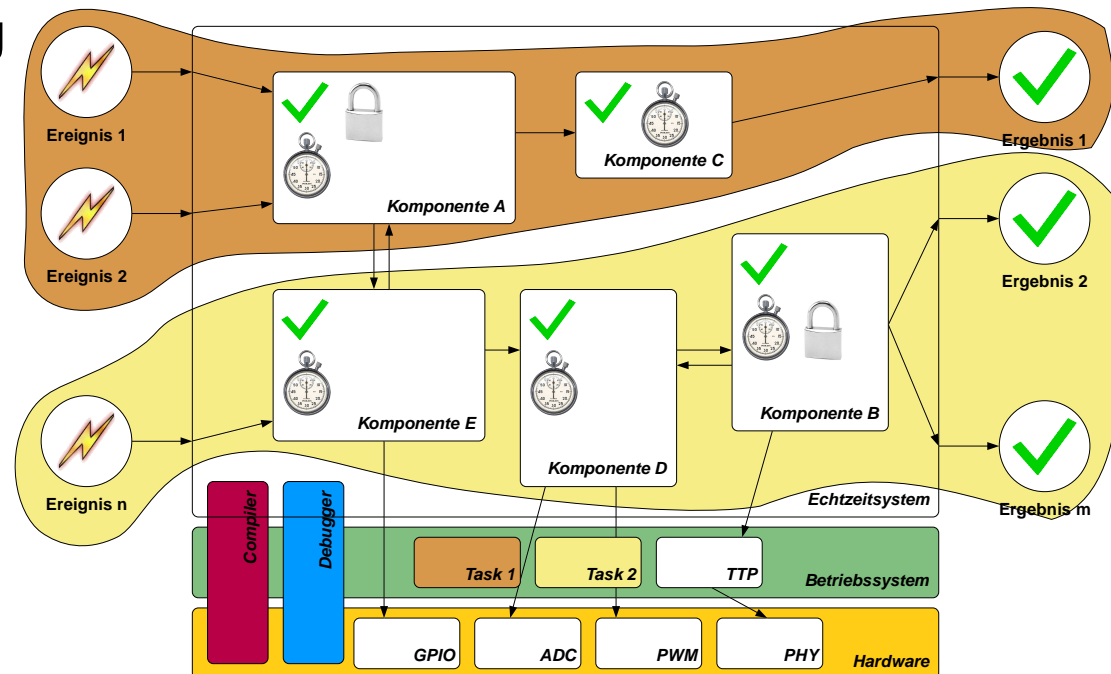 Ereignis 1
Komponente A
Komponente C
Ergebnis 1
Ereignis 2
Ergebnis 2
Komponente E
Komponente D
Komponente B
Ereignis n
Echtzeitsystem
Ergebnis m
Compiler
Debugger
Task 1
Task 2
TTP
Betriebssystem
GPIO
ADC
PWM
PHY
Hardware